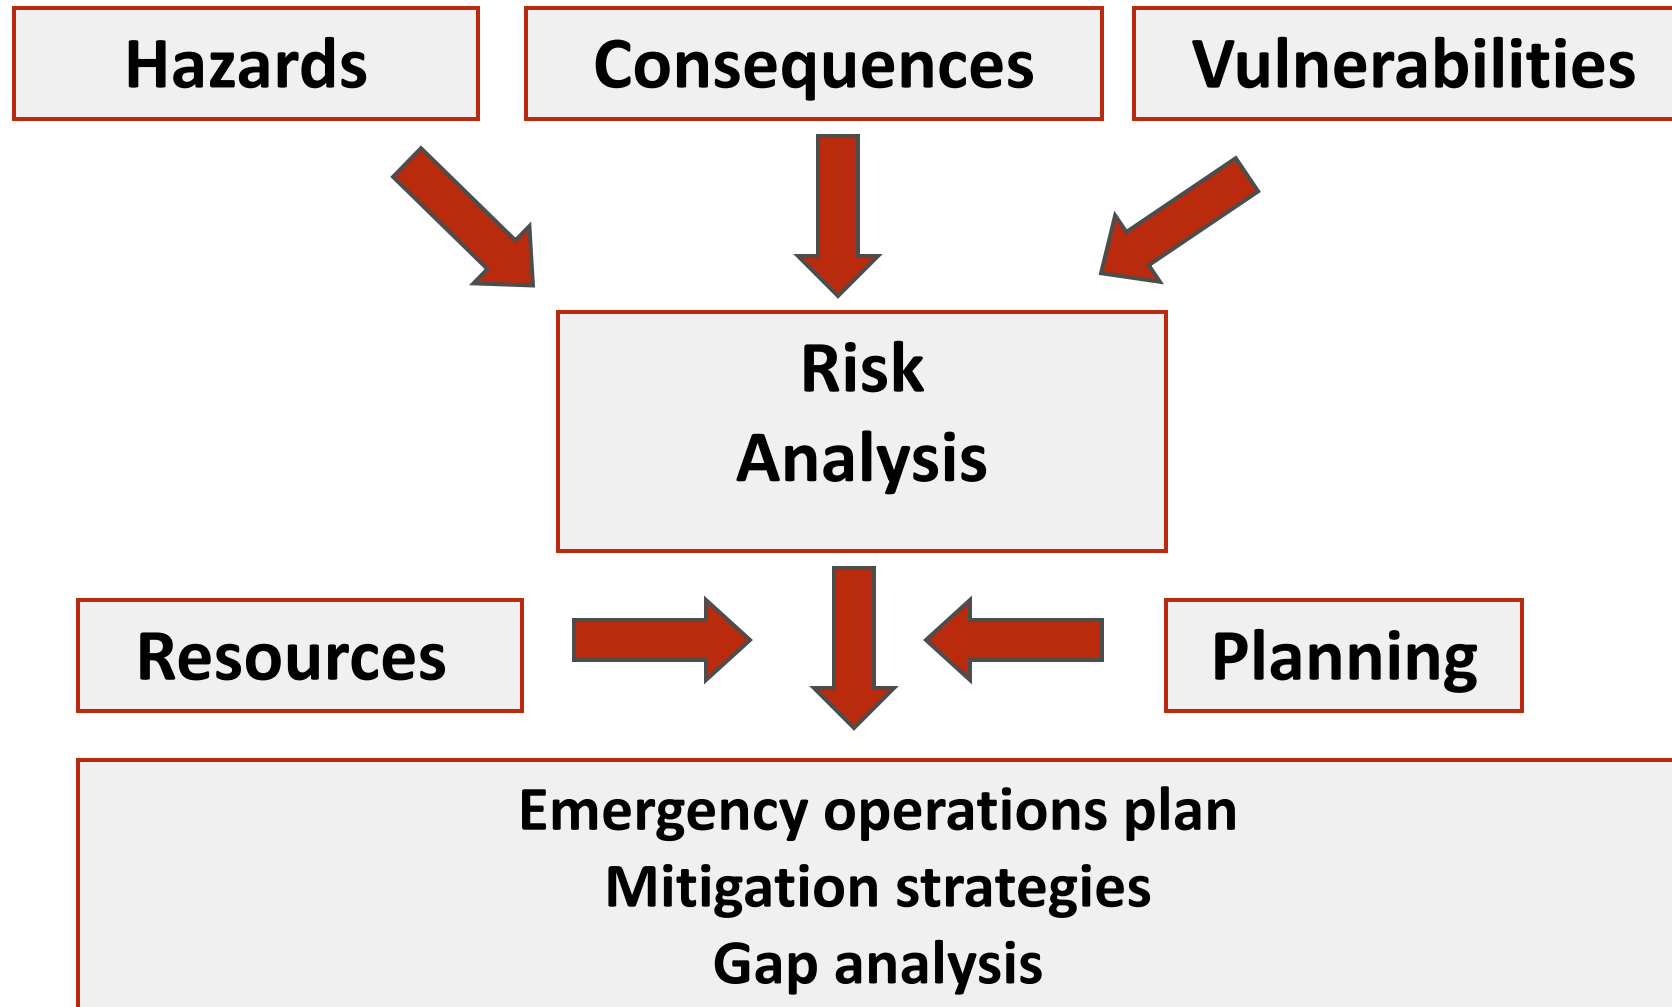 Hazards
Consequences
Vulnerabilities
Risk
Analysis
Resources
Planning
Emergency operations plan
Mitigation strategies
Gap analysis